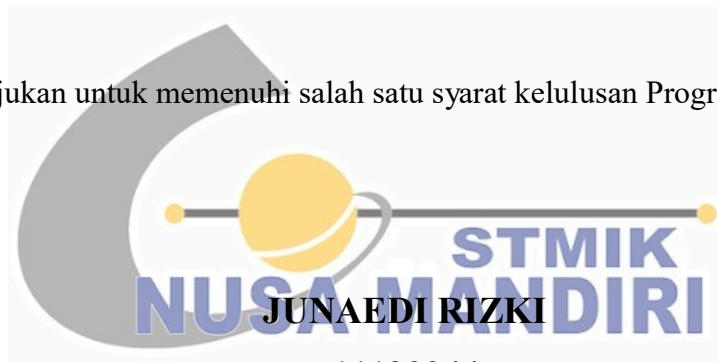 jukan untuk memenuhi salah satu syarat kelulusan Progr
STMIK
NUSA MANDIRI
JUNAEDI RIZKI